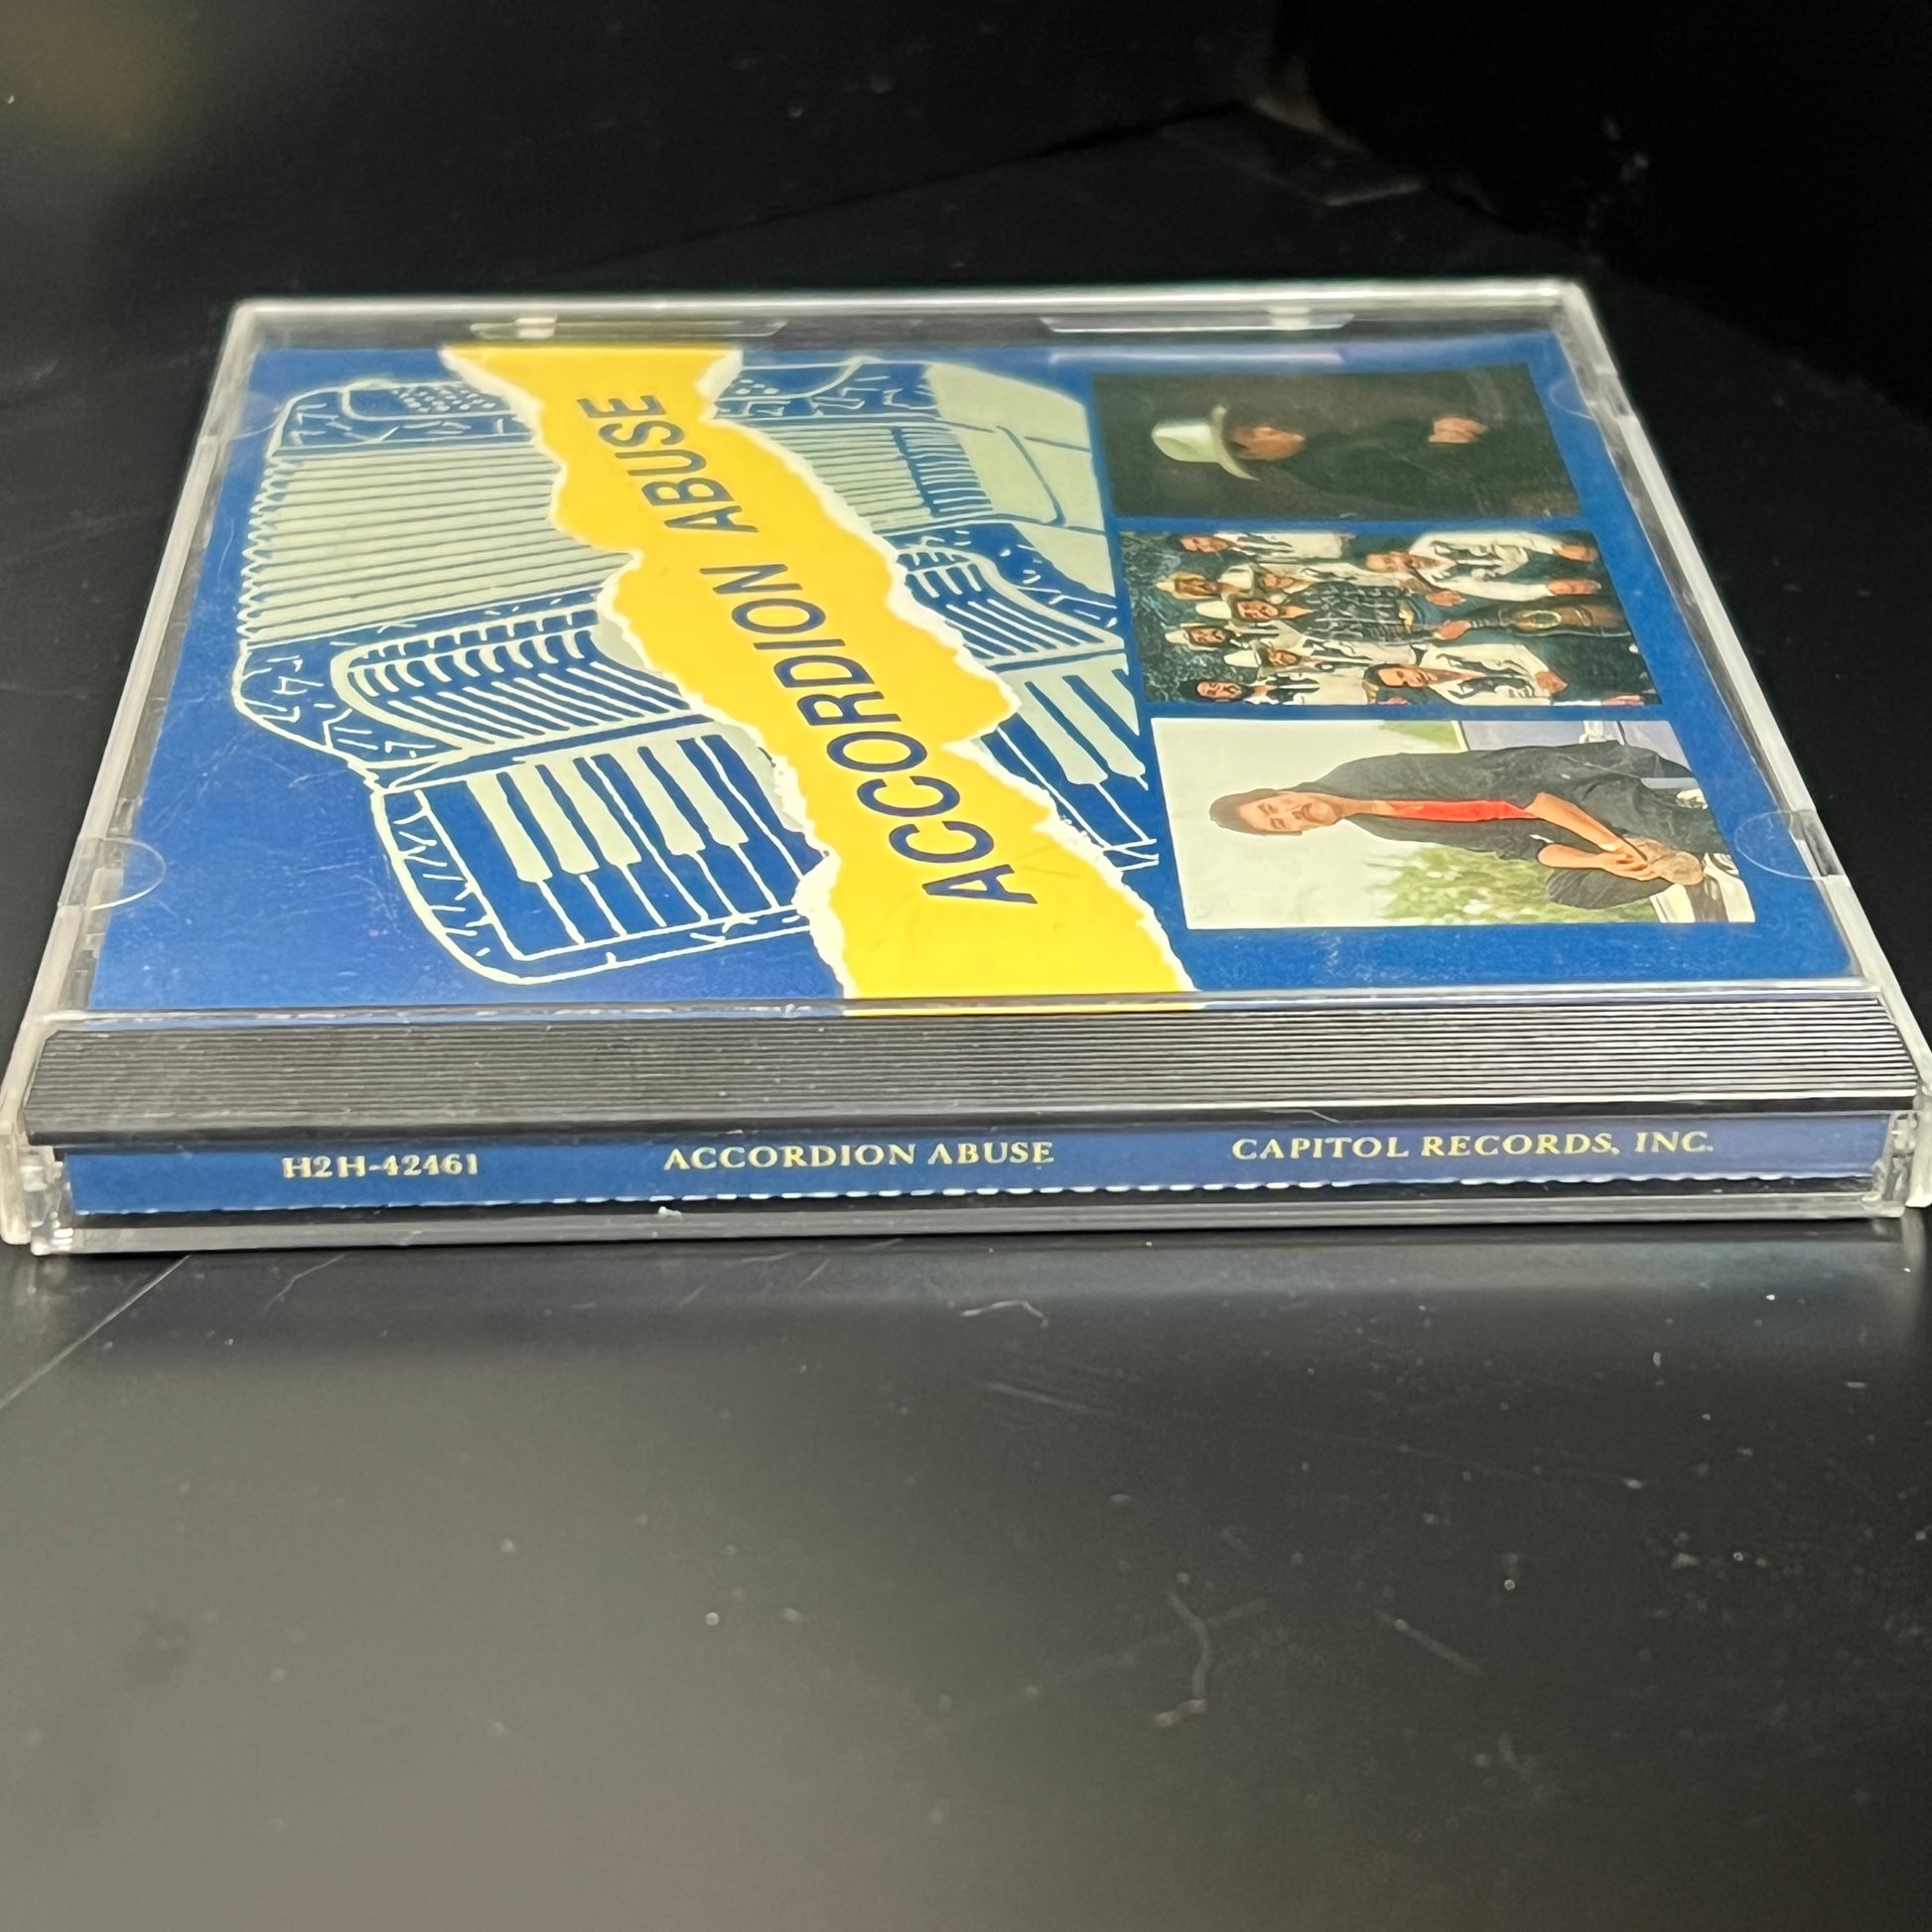 ACCORDION ABUSE
H2H-42461 ACCORDION ABUSE CAPITOL RECORDS, INC.